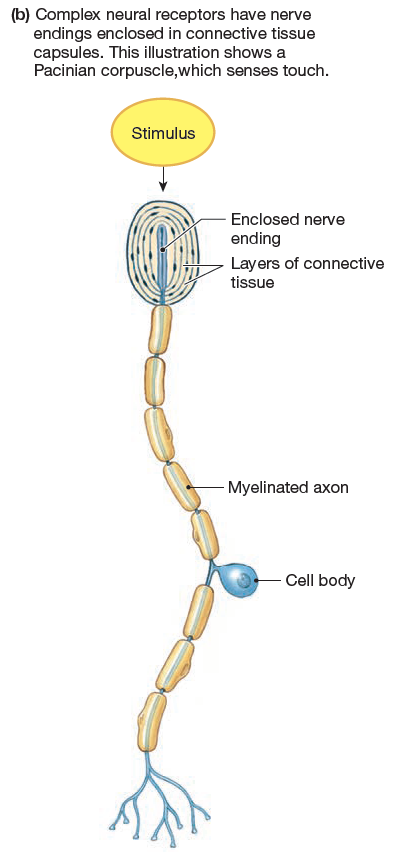 (b) Complex neural receptors have nerve
endings enclosed in connective tissue
capsules. This illustration shows a
Pacinian corpuscle,which senses touch.
Stimulus
Enclosed nerve
ending
Layers of connective
tissue
Myelinated axon
Cell body